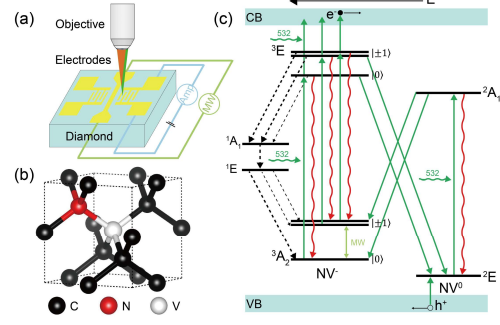 (a)
Objective
Electrodes
Amp
MW
Diamond
(b)
C
N
V
(c)
E
CB
e⁻
532
³E
|±1⟩
|0⟩
²A₁
¹A₁
¹E
532
532
|±1⟩
MW
³A₂
|0⟩
NV⁻
²E
NV⁰
VB
h⁺